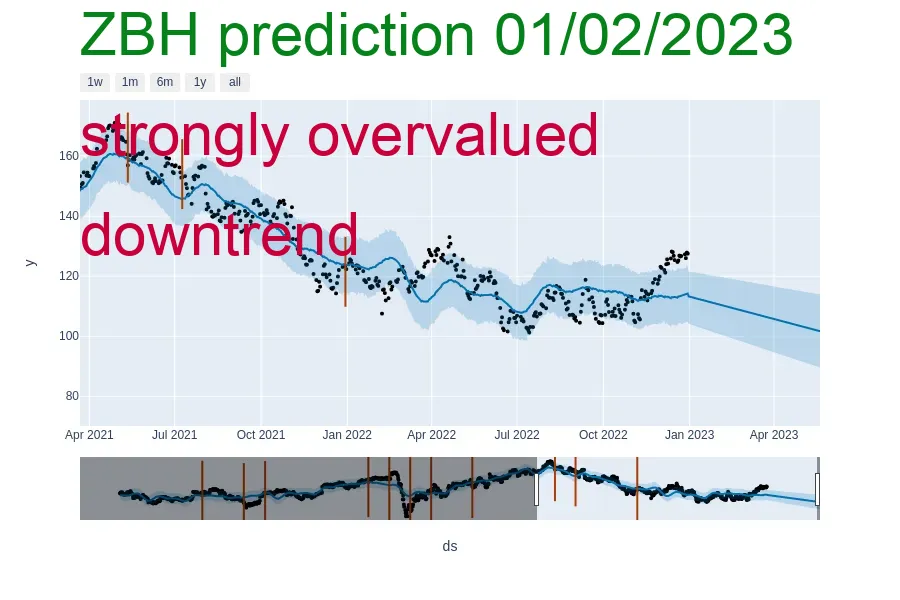 ZBH prediction 01/02/2023
1w 1m 6m 1y all
strongly overvalued
160
140
downtrend
y
120
100
80
Apr 2021 Jul 2021 Oct 2021 Jan 2022 Apr 2022 Jul 2022 Oct 2022 Jan 2023 Apr 2023
ds